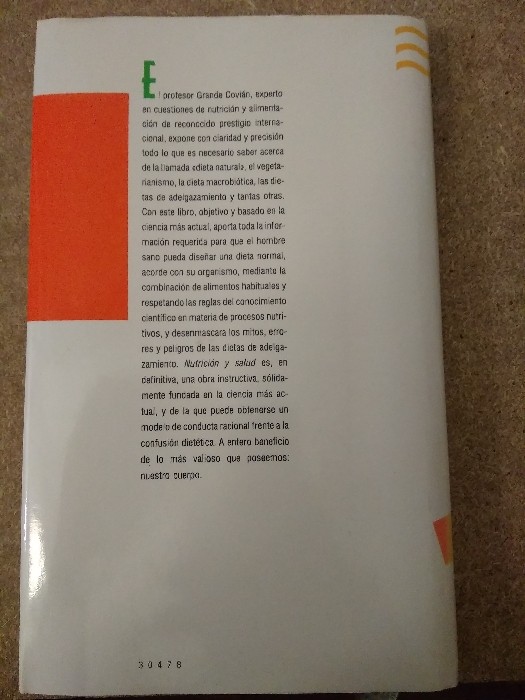 El profesor Grande Covián, experto
en cuestiones de nutrición y alimenta-
ción de reconocido prestigio interna-
cional, expone con claridad y precisión
todo lo que es necesario saber acerca
de la llamada «dieta natural», el vegeta-
rianismo, la dieta macrobiótica, las die-
tas de adelgazamiento y tantas otras.
Con este libro, objetivo y basado en la
ciencia más actual, aporta toda la infor-
mación requerida para que el hombre
sano pueda diseñar una dieta normal,
acorde con su organismo, mediante la
combinación de alimentos habituales y
respetando las reglas del conocimiento
científico en materia de procesos nutri-
tivos, y desenmascara los mitos, erro-
res y peligros de las dietas de adelga-
zamiento. Nutrición y salud es, en
definitiva, una obra instructiva, sólida-
mente fundada en la ciencia más ac-
tual, y de la que puede obtenerse un
modelo de conducta racional frente a la
confusión dietética. A entero beneficio
de lo más valioso que poseemos:
nuestro cuerpo.
30478